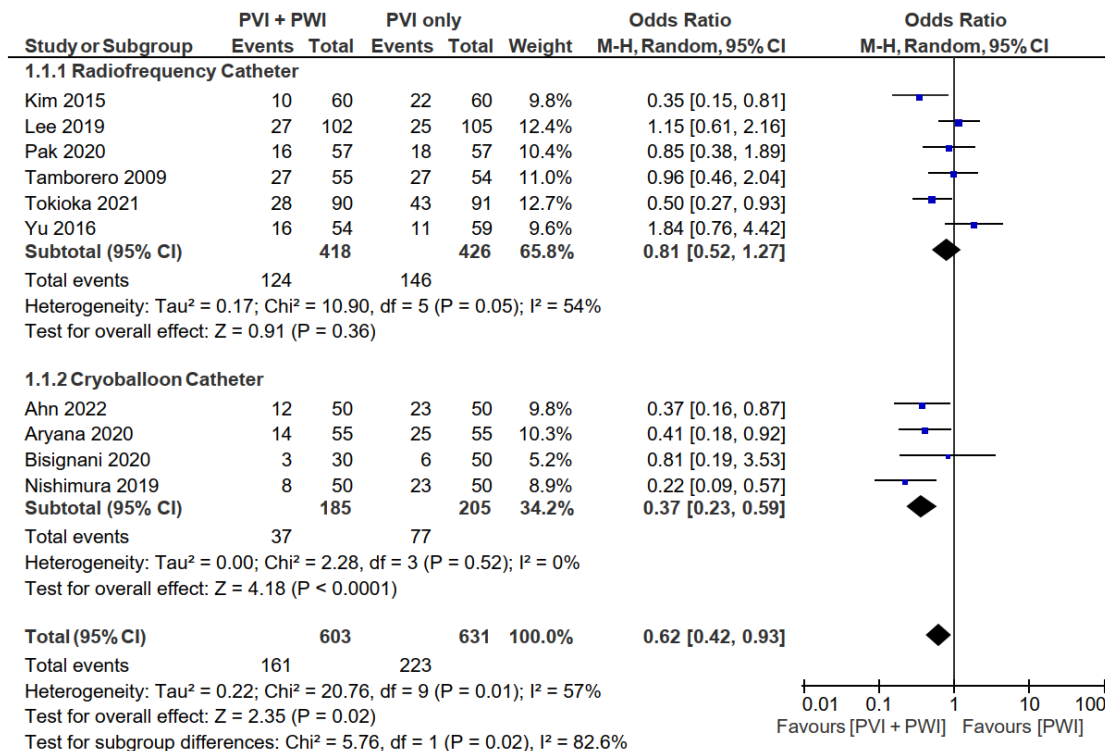 PVI + PWI PVI only Odds Ratio Odds Ratio
Study or Subgroup Events Total Events Total Weight M-H, Random, 95% CI M-H, Random, 95% CI
1.1.1 Radiofrequency Catheter
Kim 2015 10 60 22 60 9.8% 0.35 [0.15, 0.81]
Lee 2019 27 102 25 105 12.4% 1.15 [0.61, 2.16]
Pak 2020 16 57 18 57 10.4% 0.85 [0.38, 1.89]
Tamborero 2009 27 55 27 54 11.0% 0.96 [0.46, 2.04]
Tokioka 2021 28 90 43 91 12.7% 0.50 [0.27, 0.93]
Yu 2016 16 54 11 59 9.6% 1.84 [0.76, 4.42]
Subtotal (95% CI) 418 426 65.8% 0.81 [0.52, 1.27]
Total events 124 146
Heterogeneity: Tau² = 0.17; Chi² = 10.90, df = 5 (P = 0.05); I² = 54%
Test for overall effect: Z = 0.91 (P = 0.36)
1.1.2 Cryoballoon Catheter
Ahn 2022 12 50 23 50 9.8% 0.37 [0.16, 0.87]
Aryana 2020 14 55 25 55 10.3% 0.41 [0.18, 0.92]
Bisignani 2020 3 30 6 50 5.2% 0.81 [0.19, 3.53]
Nishimura 2019 8 50 23 50 8.9% 0.22 [0.09, 0.57]
Subtotal (95% CI) 185 205 34.2% 0.37 [0.23, 0.59]
Total events 37 77
Heterogeneity: Tau² = 0.00; Chi² = 2.28, df = 3 (P = 0.52); I² = 0%
Test for overall effect: Z = 4.18 (P < 0.0001)
Total (95% CI) 603 631 100.0% 0.62 [0.42, 0.93]
Total events 161 223
Heterogeneity: Tau² = 0.22; Chi² = 20.76, df = 9 (P = 0.01); I² = 57%
Test for overall effect: Z = 2.35 (P = 0.02)
Test for subgroup differences: Chi² = 5.76, df = 1 (P = 0.02), I² = 82.6%
0.01 0.1 1 10 100
Favours [PVI + PWI] Favours [PWI]